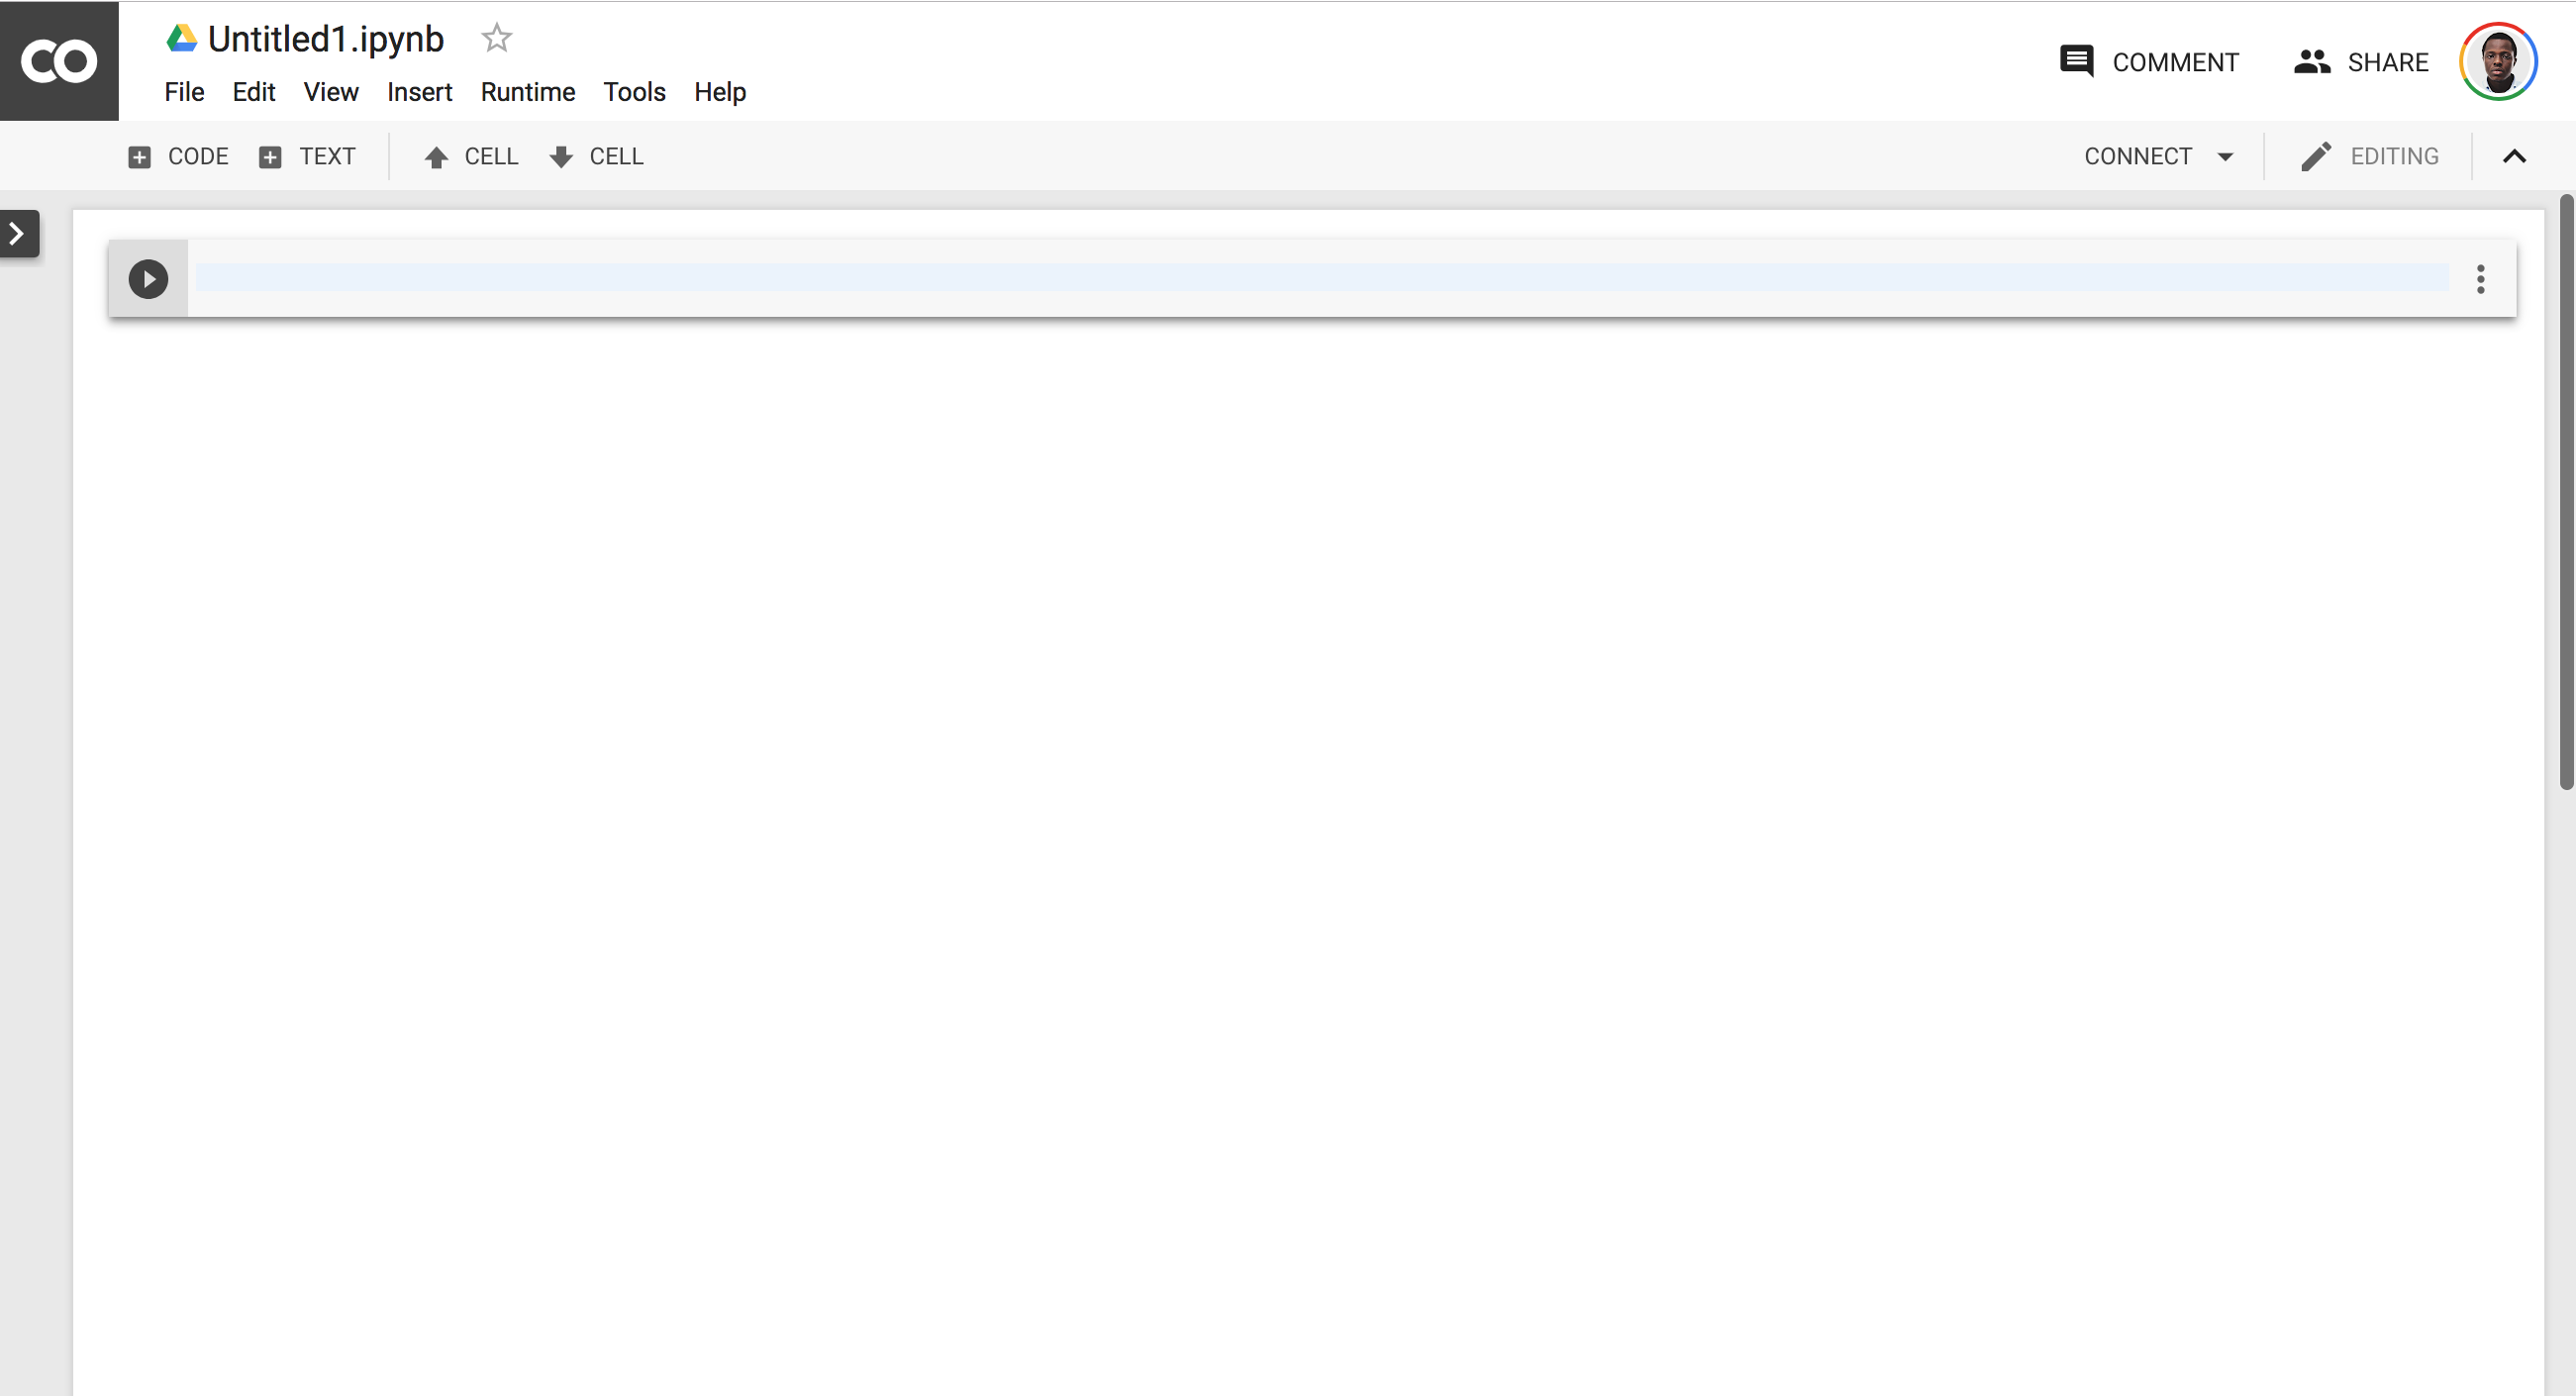 CO
Untitled1.ipynb
File Edit View Insert Runtime Tools Help
COMMENT SHARE
CODE TEXT CELL CELL
CONNECT EDITING